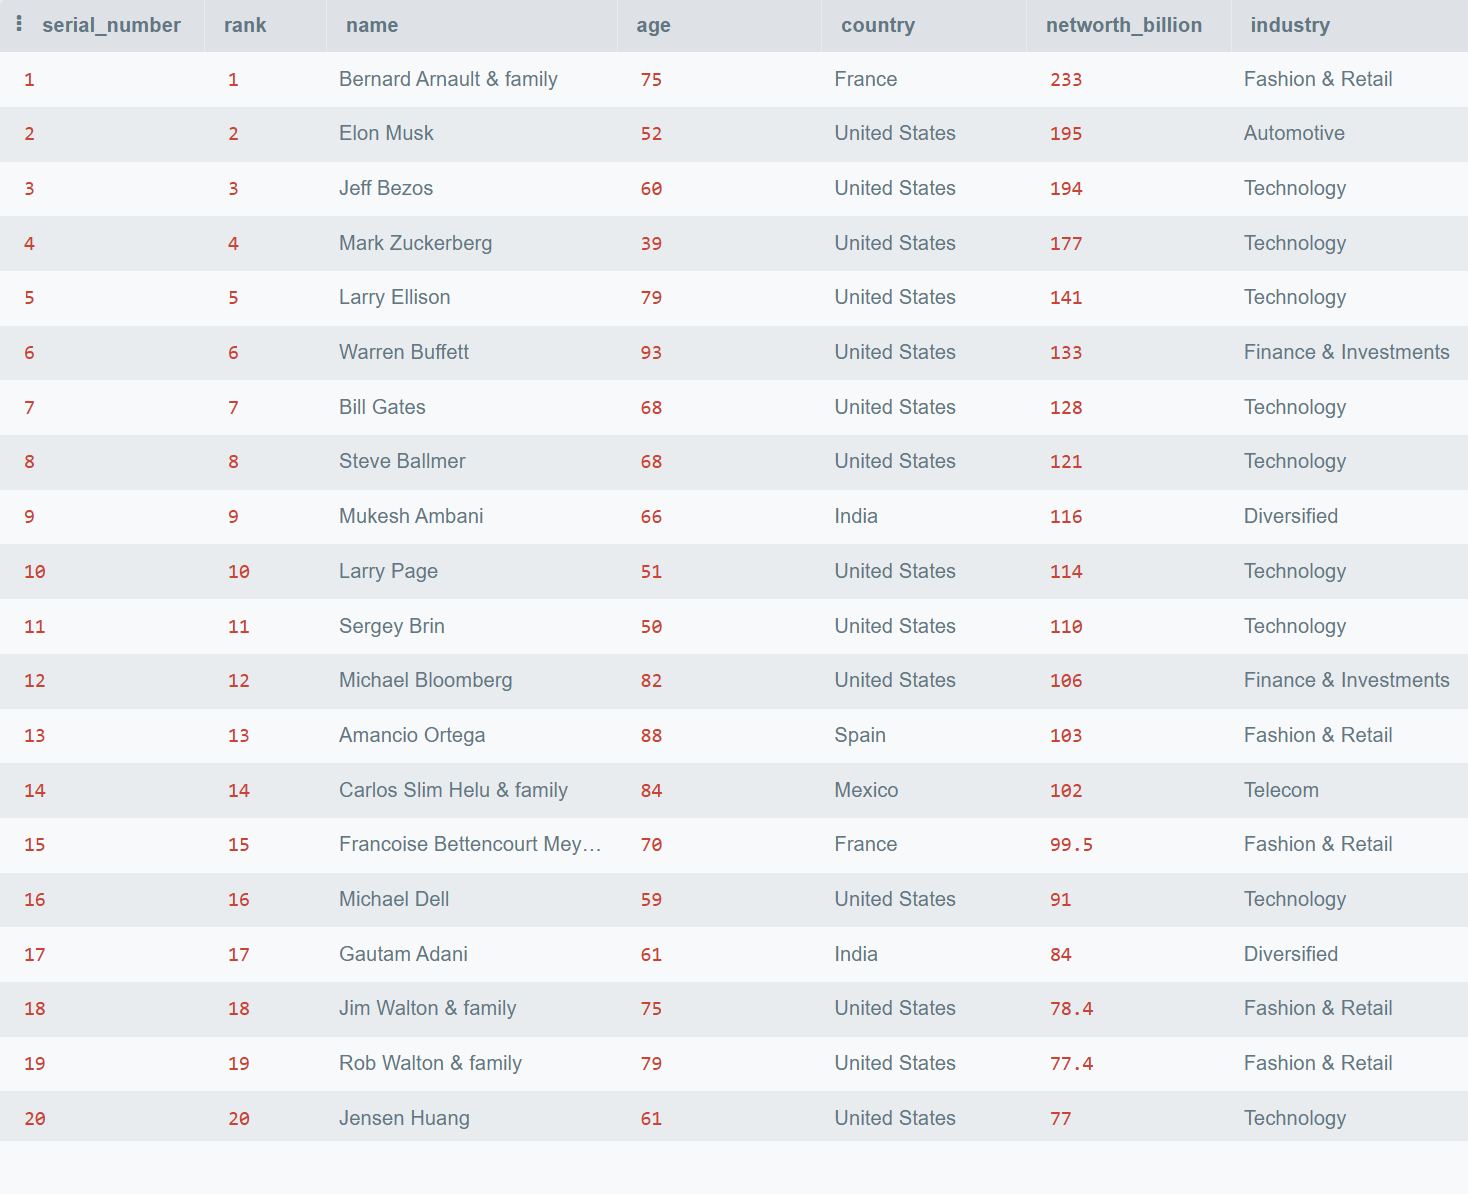 serial_number rank name age country networth_billion industry
1 1 Bernard Arnault & family 75 France 233 Fashion & Retail
2 2 Elon Musk 52 United States 195 Automotive
3 3 Jeff Bezos 60 United States 194 Technology
4 4 Mark Zuckerberg 39 United States 177 Technology
5 5 Larry Ellison 79 United States 141 Technology
6 6 Warren Buffett 93 United States 133 Finance & Investments
7 7 Bill Gates 68 United States 128 Technology
8 8 Steve Ballmer 68 United States 121 Technology
9 9 Mukesh Ambani 66 India 116 Diversified
10 10 Larry Page 51 United States 114 Technology
11 11 Sergey Brin 50 United States 110 Technology
12 12 Michael Bloomberg 82 United States 106 Finance & Investments
13 13 Amancio Ortega 88 Spain 103 Fashion & Retail
14 14 Carlos Slim Helu & family 84 Mexico 102 Telecom
15 15 Francoise Bettencourt Mey... 70 France 99.5 Fashion & Retail
16 16 Michael Dell 59 United States 91 Technology
17 17 Gautam Adani 61 India 84 Diversified
18 18 Jim Walton & family 75 United States 78.4 Fashion & Retail
19 19 Rob Walton & family 79 United States 77.4 Fashion & Retail
20 20 Jensen Huang 61 United States 77 Technology